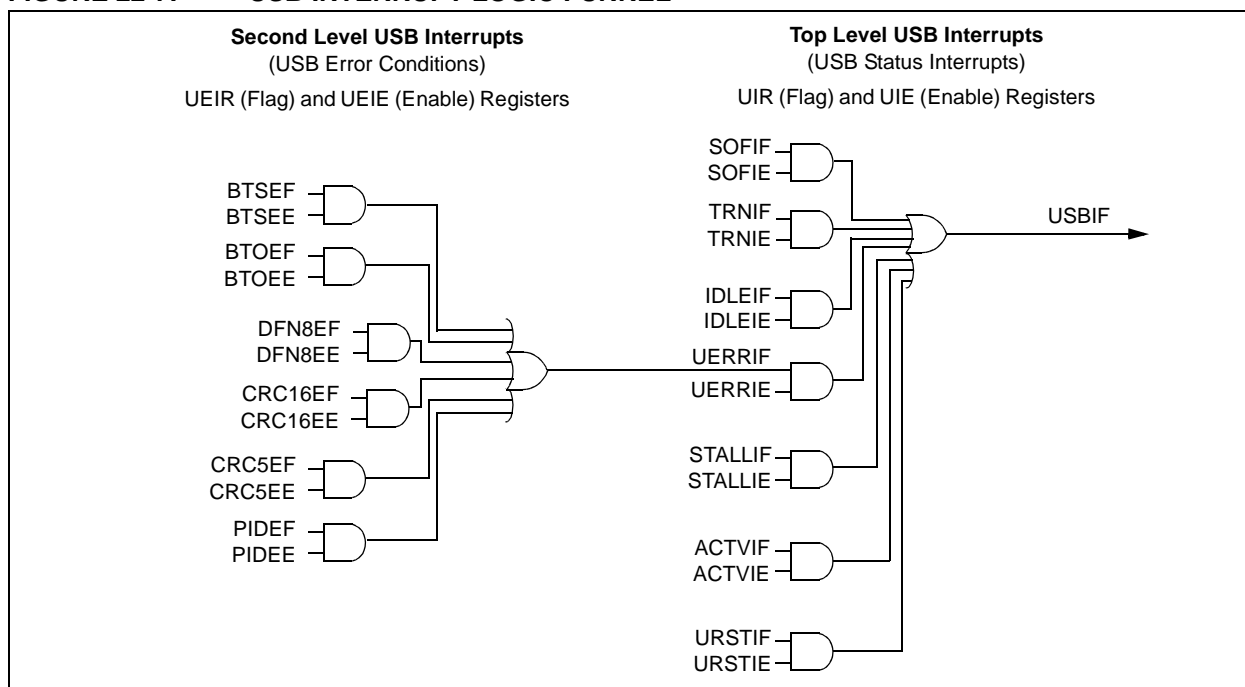 Second Level USB Interrupts
(USB Error Conditions)
UEIR (Flag) and UEIE (Enable) Registers
Top Level USB Interrupts
(USB Status Interrupts)
UIR (Flag) and UIE (Enable) Registers
BTSEF
BTSEE
BTOEF
BTOEE
DFN8EF
DFN8EE
CRC16EF
CRC16EE
CRC5EF
CRC5EE
PIDEF
PIDEE
SOFIF
SOFIE
TRNIF
TRNIE
IDLEIF
IDLEIE
UERRIF
UERRIE
STALLIF
STALLIE
ACTVIF
ACTVIE
URSTIF
URSTIE
USBIF